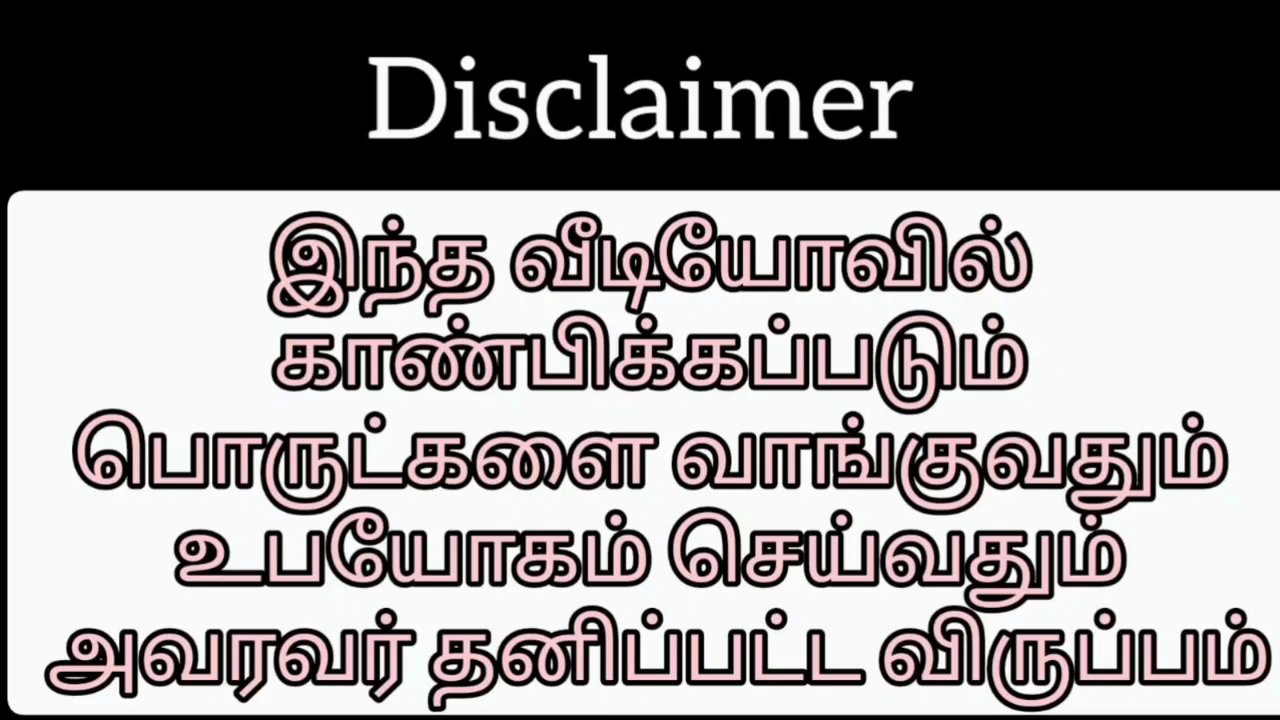 Disclaimer
இந்த வீடியோவில்
காண்பிக்கப்படும்
பொருட்களை வாங்குவதும்
உபயோகம் செய்வதும்
அவரவர் தனிப்பட்ட விருப்பம்